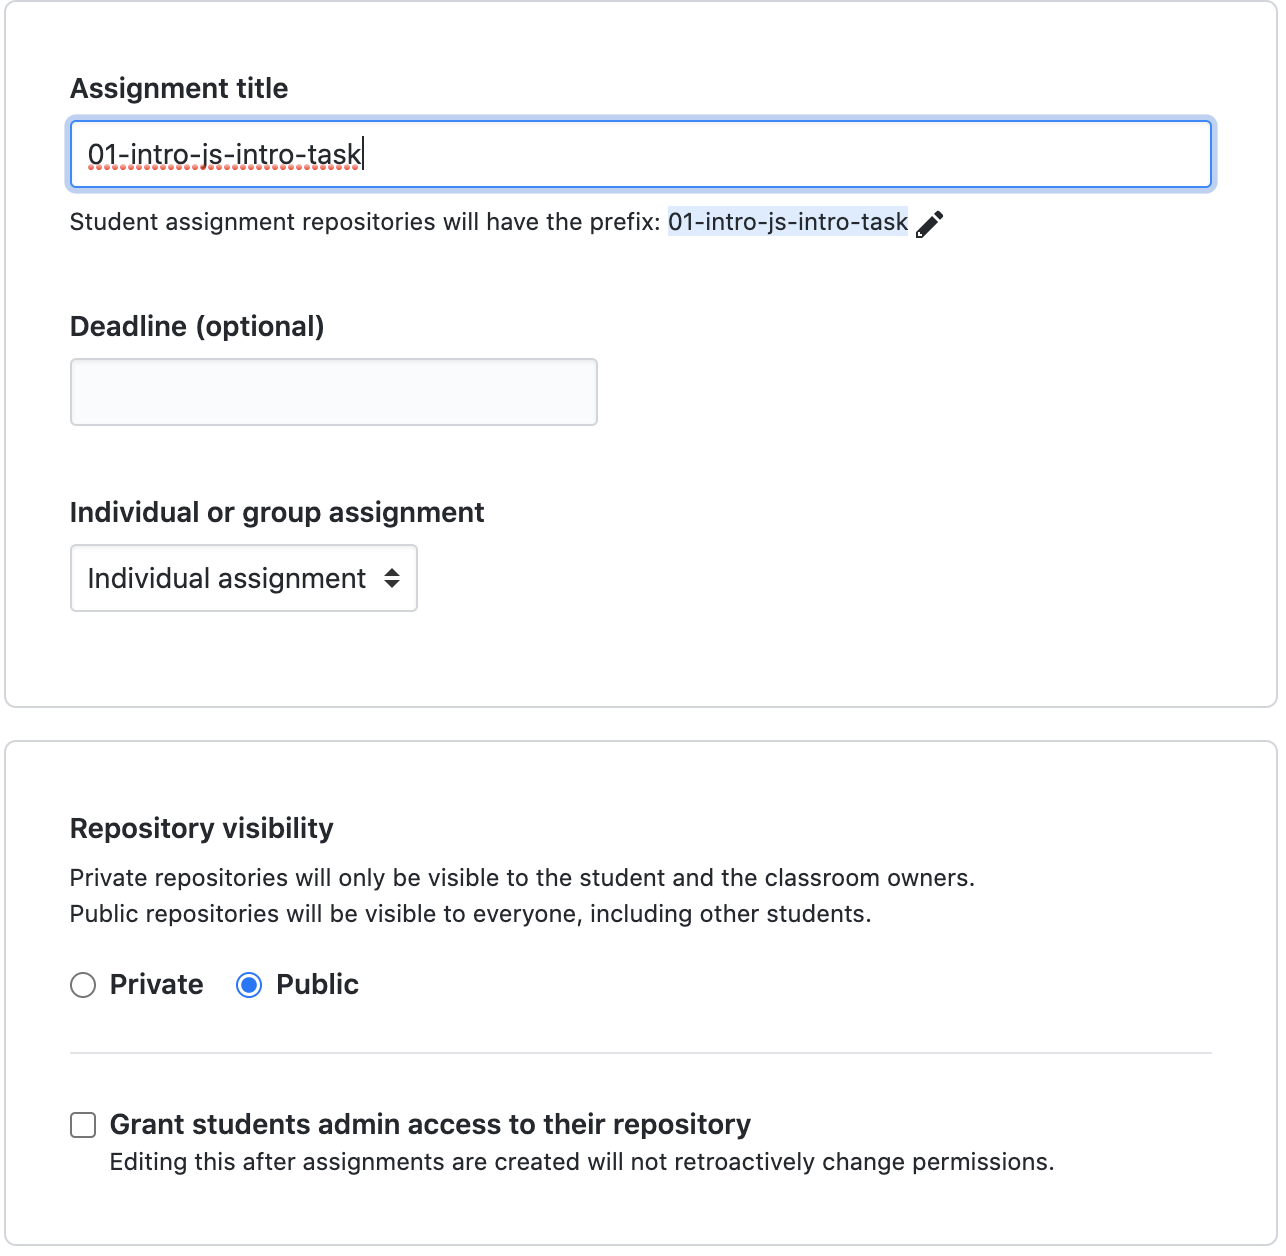 Assignment title
01-intro-js-intro-task
Student assignment repositories will have the prefix: 01-intro-js-intro-task
Deadline (optional)
Individual or group assignment
Individual assignment
Repository visibility
Private repositories will only be visible to the student and the classroom owners.
Public repositories will be visible to everyone, including other students.
Private Public
Grant students admin access to their repository
Editing this after assignments are created will not retroactively change permissions.